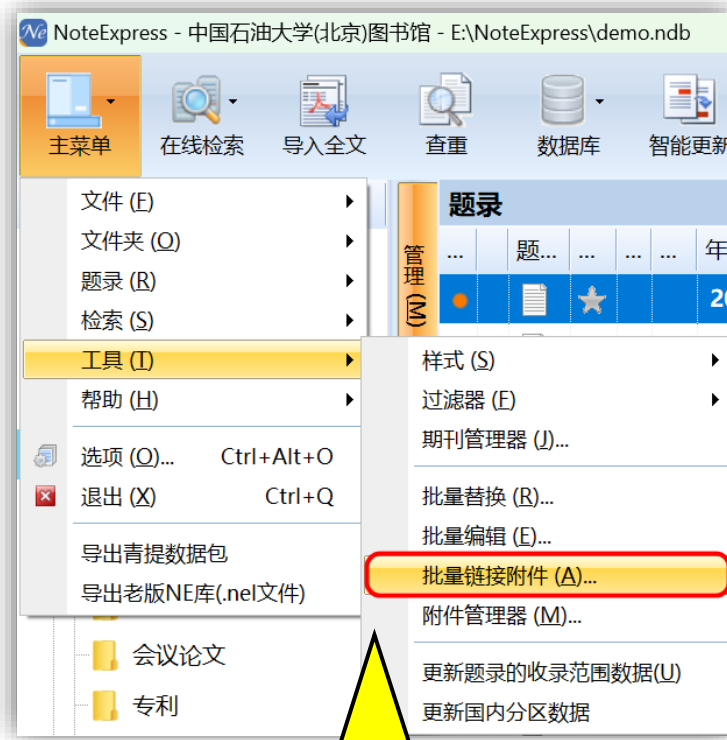 NoteExpress - 中国石油大学(北京)图书馆 - E:\NoteExpress\demo.ndb
主菜单 在线检索 导入全文 查重 数据库 智能更新
文件 (F)
文件夹 (O)
题录 (R)
检索 (S)
工具 (T)
帮助 (H)
选项 (O)... Ctrl+Alt+O
退出 (X) Ctrl+Q
导出青提数据包
导出老版NE库(.nel文件)
会议论文
专利
管理 (M)
题录
... 题... ... ... ... 年
样式 (S)
过滤器 (F)
期刊管理器 (J)...
批量替换 (R)...
批量编辑 (E)...
批量链接附件 (A)...
附件管理器 (M)...
更新题录的收录范围数据(U)
更新国内分区数据